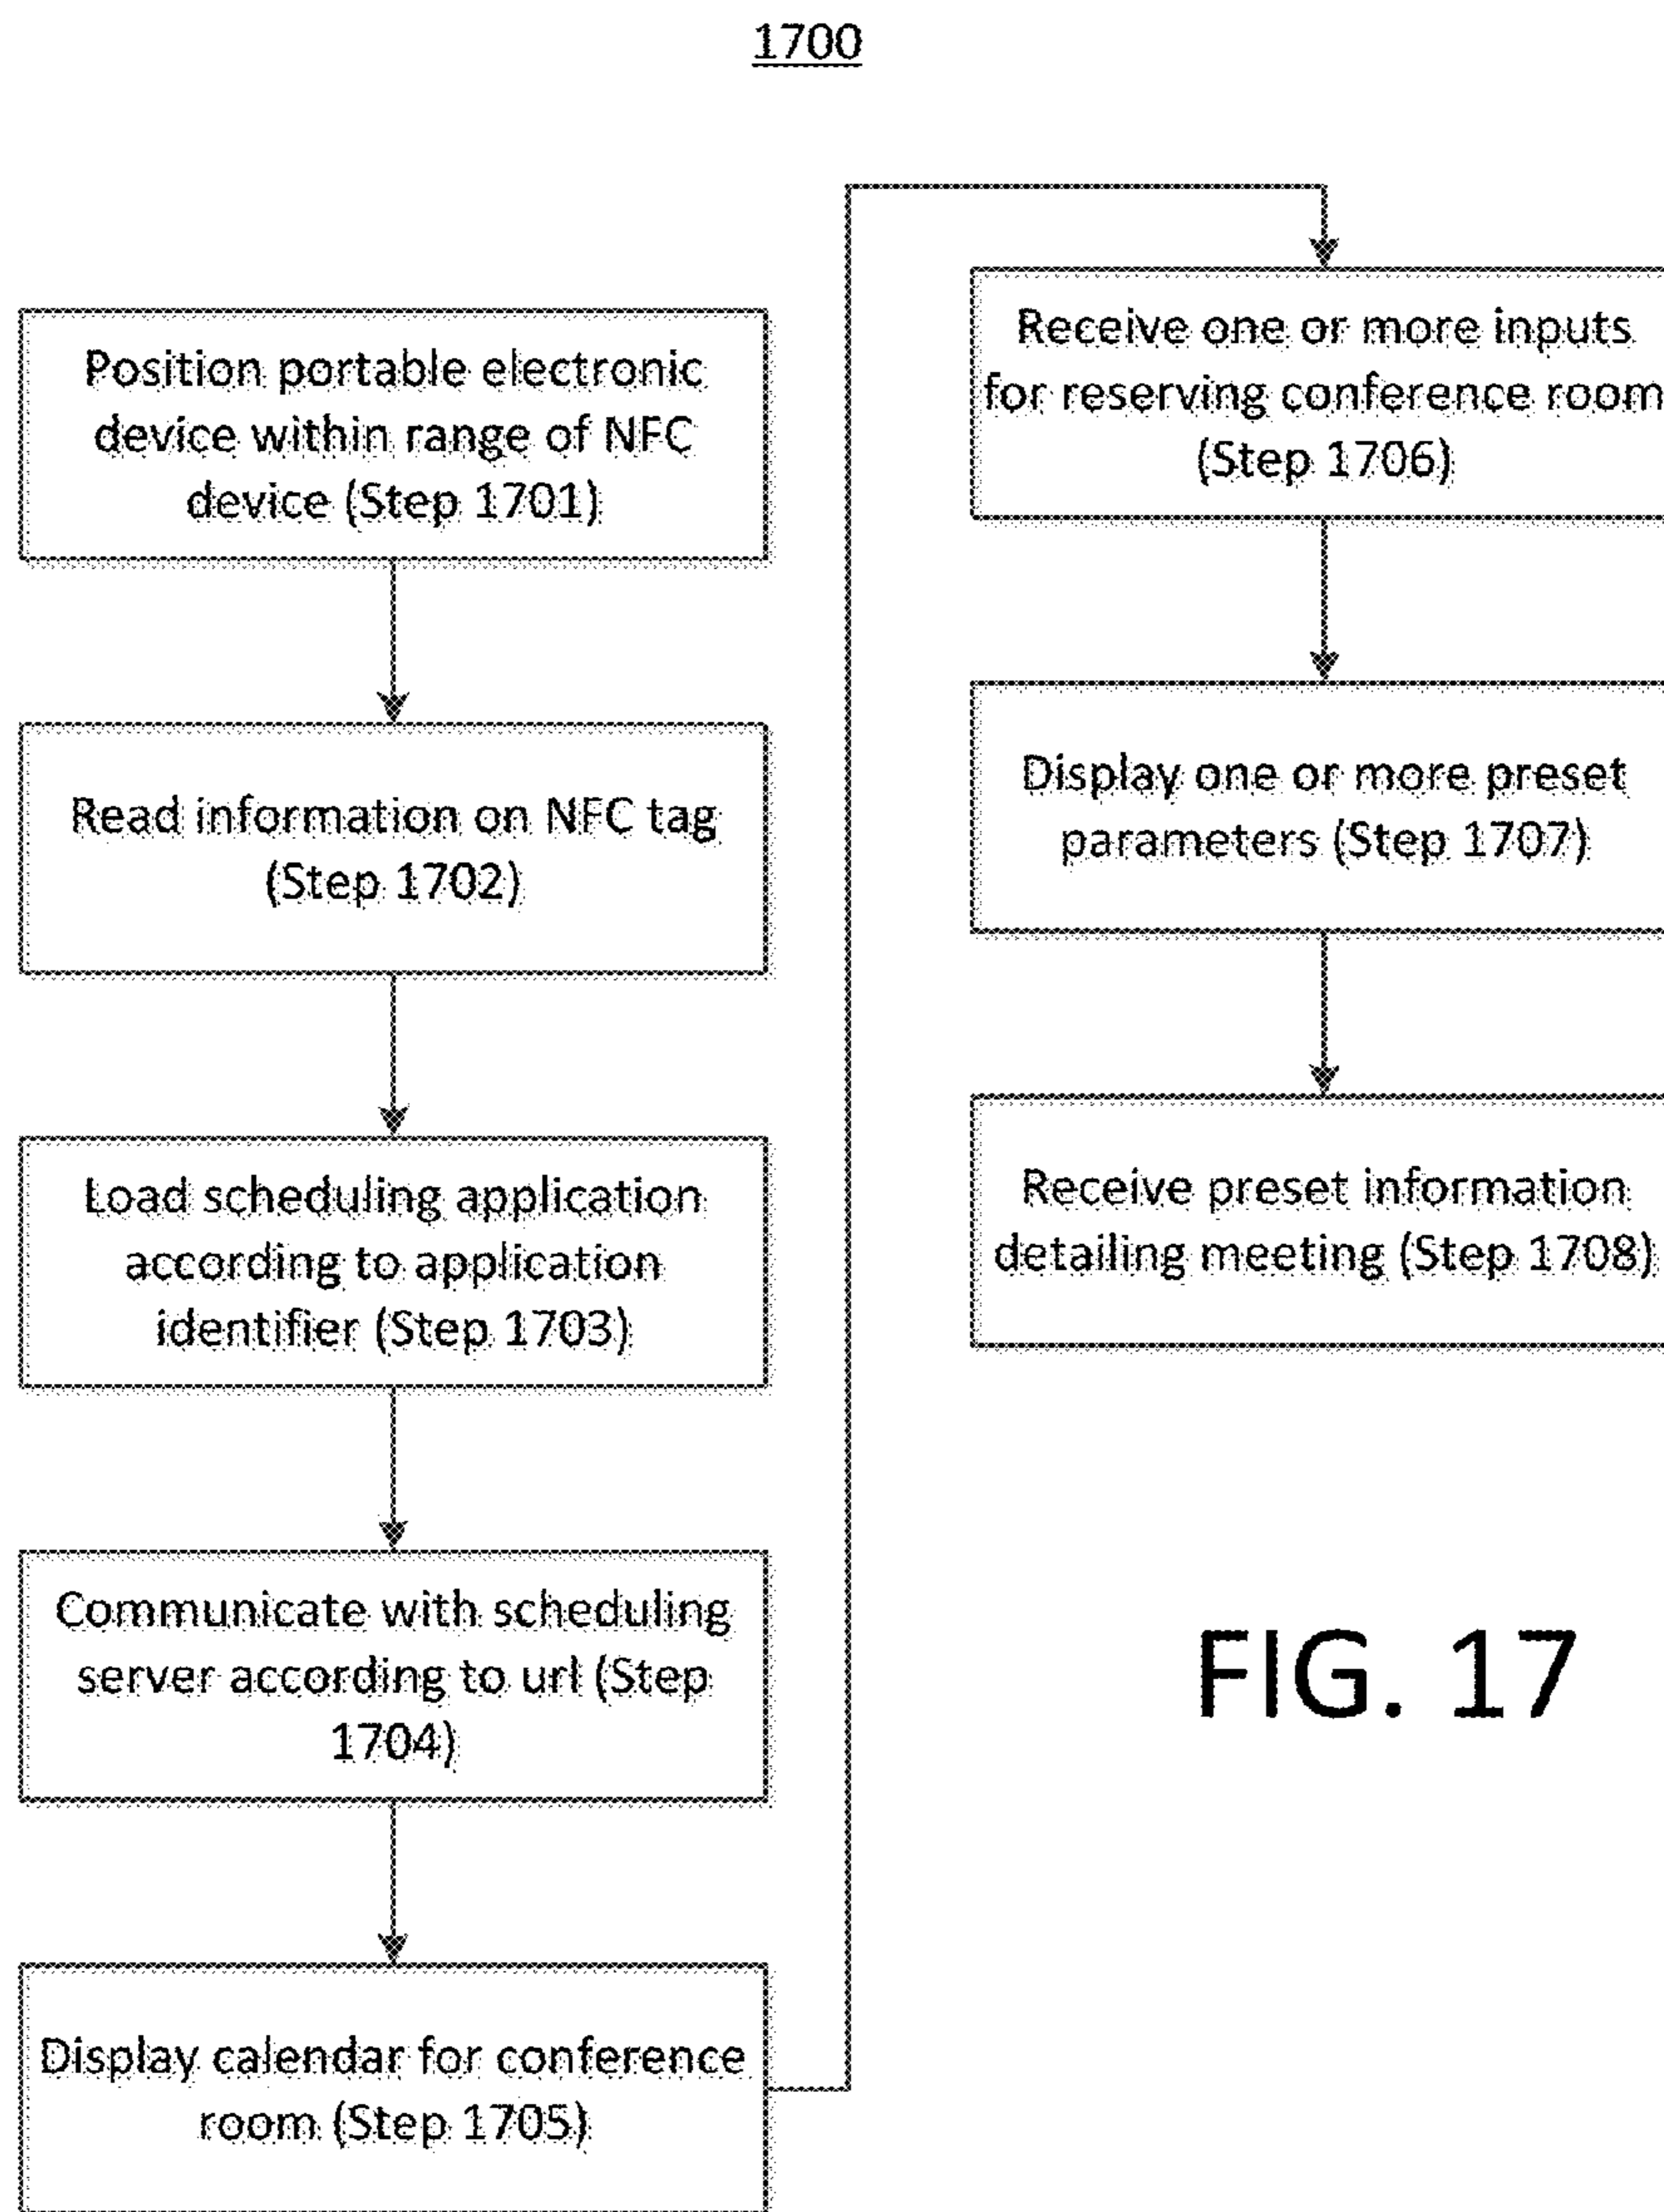 1700
Position portable electronic
device within range of NFC
device (Step 1701)
Read information on NFC tag
(Step 1702)
Load scheduling application
according to application
identifier (Step 1703)
Communicate with scheduling
server according to url (Step
1704)
Display calendar for conference
room (Step 1705)
Receive one or more inputs
for reserving conference room
(Step 1706)
Display one or more preset
parameters (Step 1707)
Receive preset information
detailing meeting (Step 1708)
FIG. 17